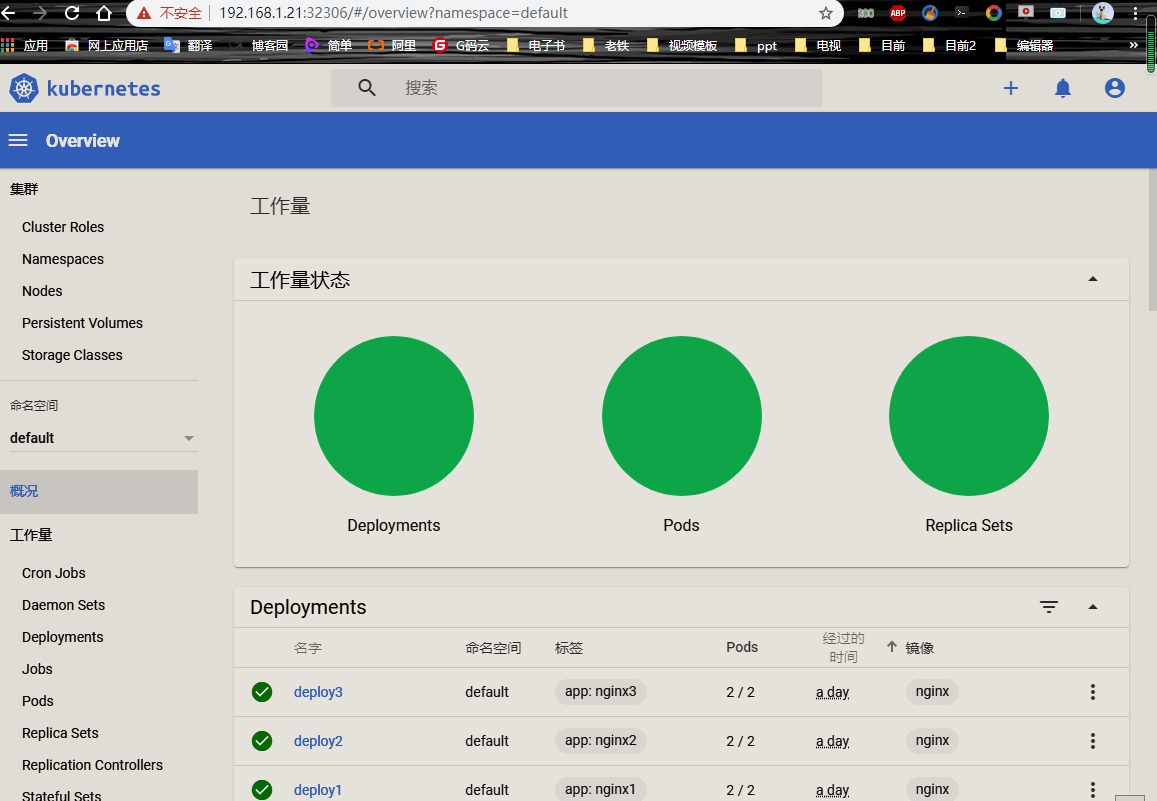 不安全 192.168.1.21:32306/#/overview?namespace=default
应用 网上应用店 翻译 博客园 简单 阿里 G码云 电子书 老铁 视频模板 ppt 电视 目前 目前2 编辑器 »
kubernetes 搜索
Overview
集群
Cluster Roles
Namespaces
Nodes
Persistent Volumes
Storage Classes
命名空间
default
概况
工作量
Cron Jobs
Daemon Sets
Deployments
Jobs
Pods
Replica Sets
Replication Controllers
Stateful Sets
工作量
工作量状态
Deployments Pods Replica Sets
Deployments
名字 命名空间 标签 Pods 经过的时间 镜像
deploy3 default app: nginx3 2 / 2 a day nginx
deploy2 default app: nginx2 2 / 2 a day nginx
deploy1 default app: nginx1 2 / 2 a day nginx